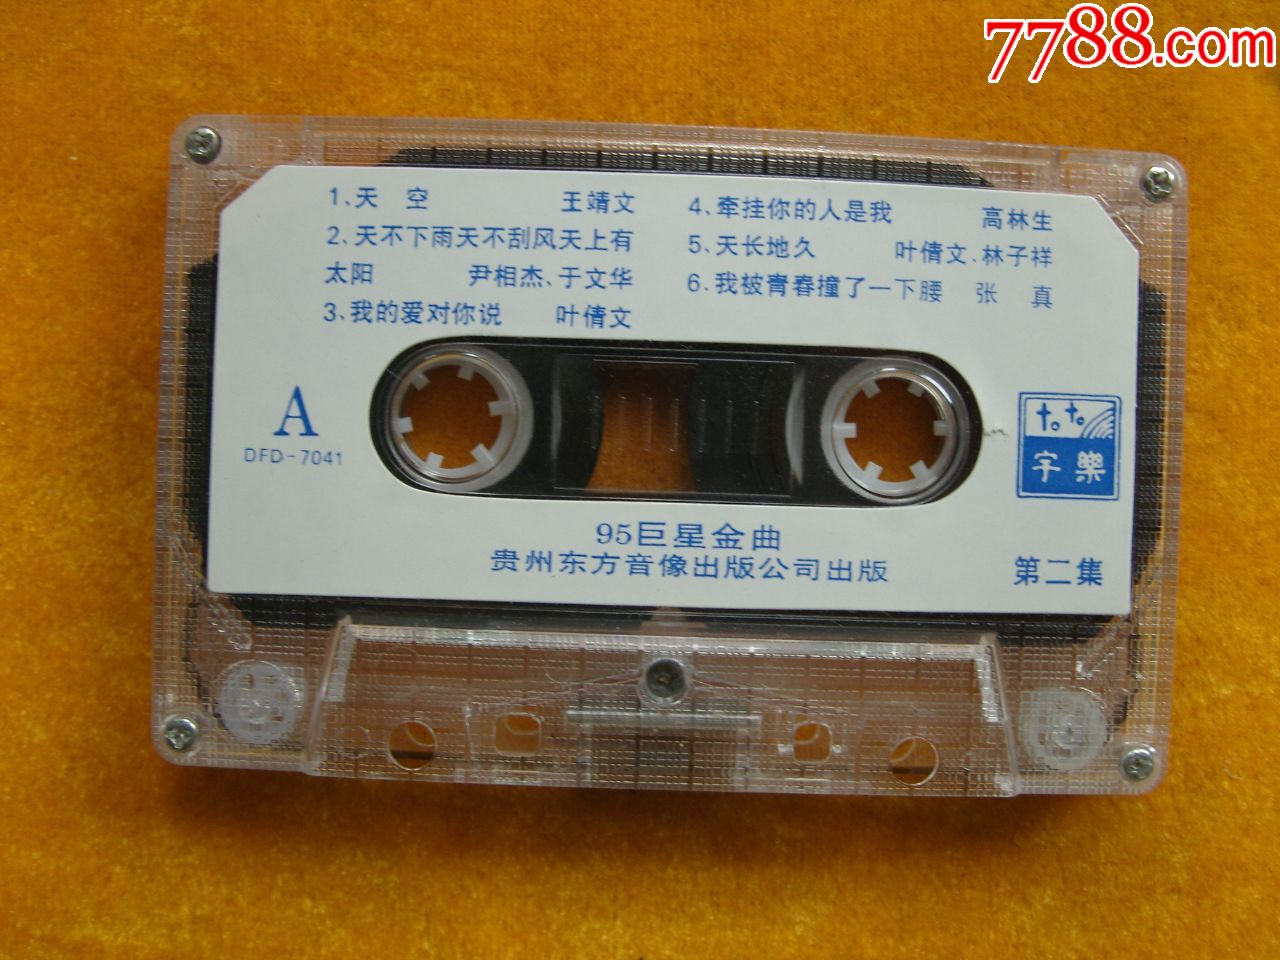 7788.com
1、天 空 王靖文
2、天不下雨天不刮风天上有
太阳 尹相杰、于文华
3、我的爱对你说 叶倩文
4、牵挂你的人是我 高林生
5、天长地久 叶倩文、林子祥
6、我被青春撞了一下腰 张 真
A
DFD-7041
字樂
95巨星金曲
贵州东方音像出版公司出版
第二集